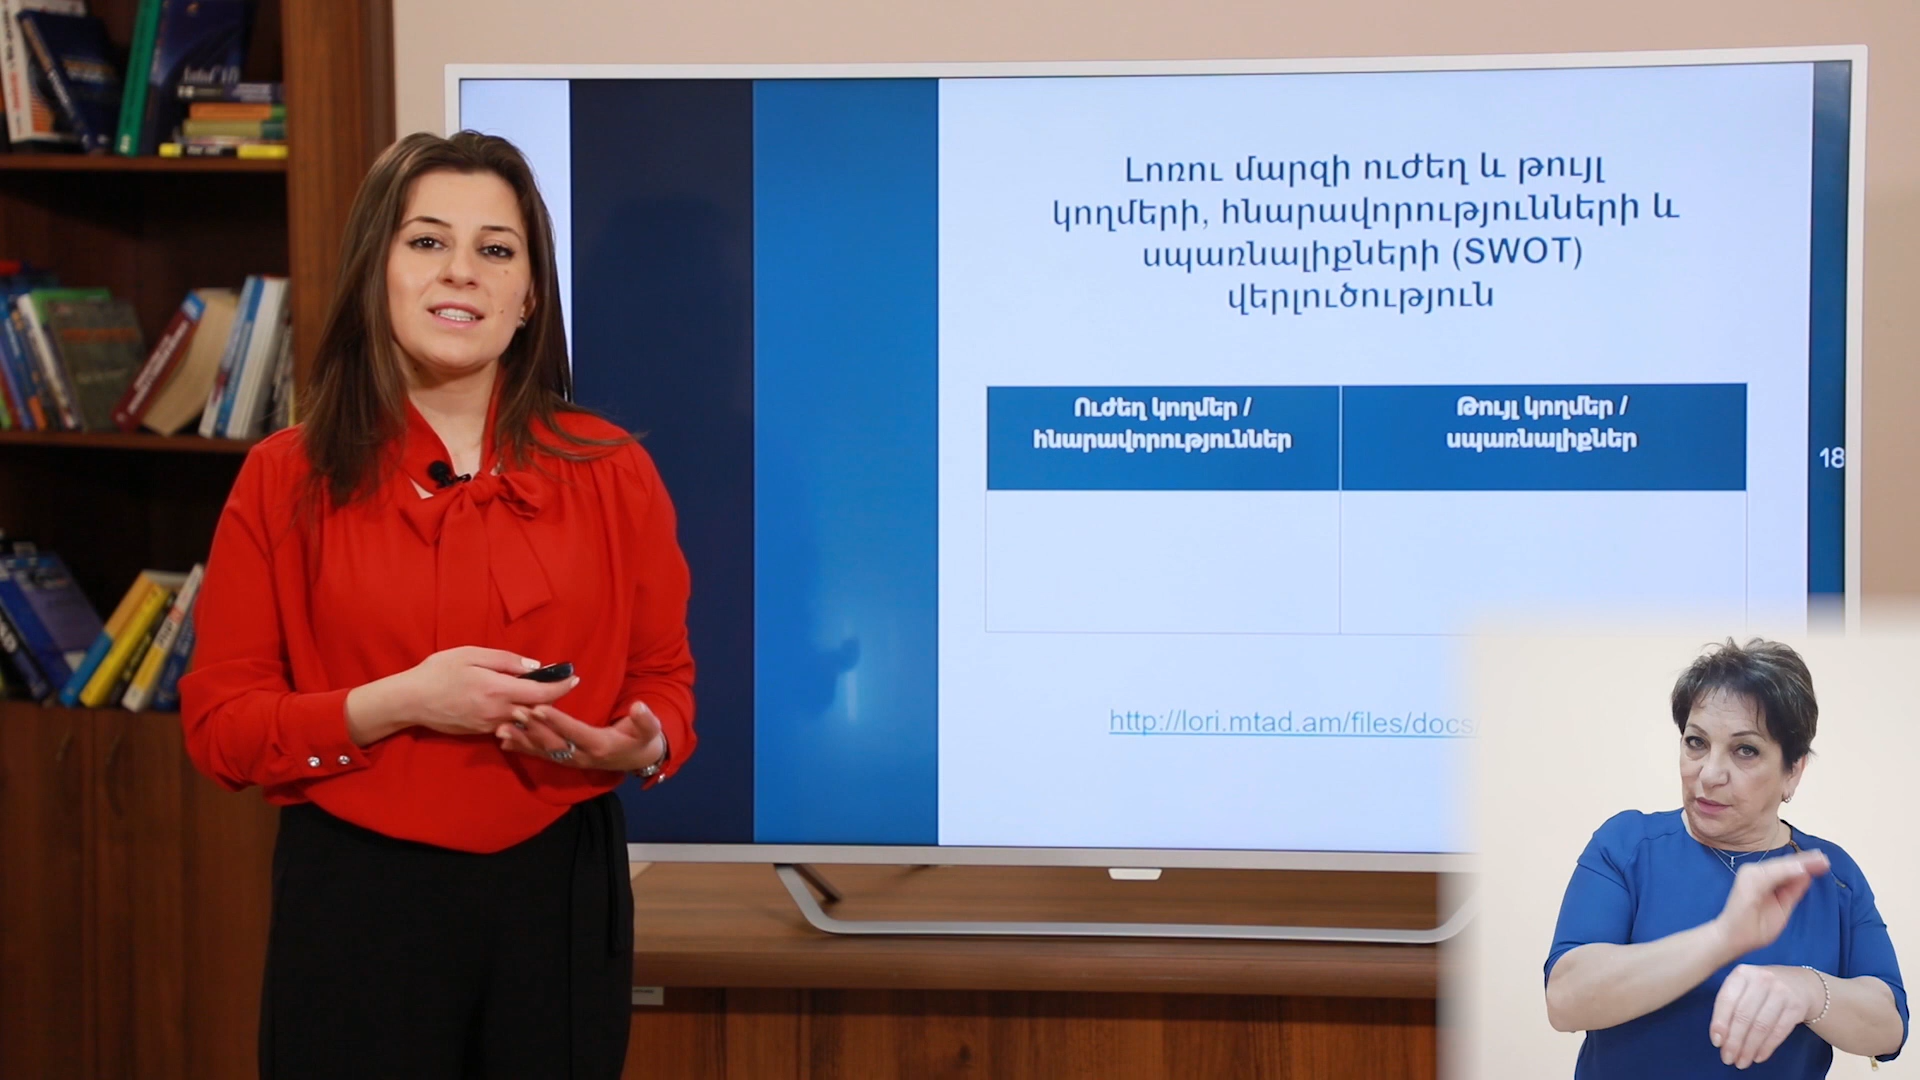 Լոռու մարզի ուժեղ և թույլ
կողմերի, հնարավորությունների և
սպառնալիքների (SWOT)
վերլուծություն
Ուժեղ կողմեր /
հնարավորություններ
Թույլ կողմեր /
սպառնալիքներ
18
http://lori.mtad.am/files/docs/